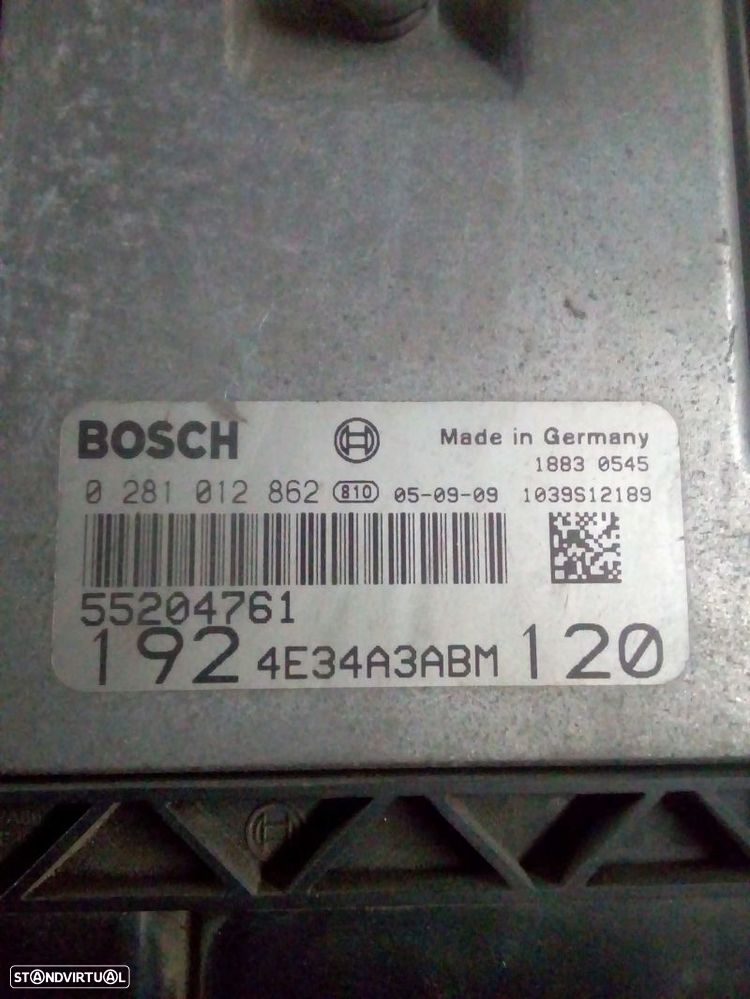 BOSCH Made in Germany
1883 0545
0 281 012 862 810 05-09-09 1039S12189
55204761
192 4E34A3ABM 120
STANDVIRTUAL